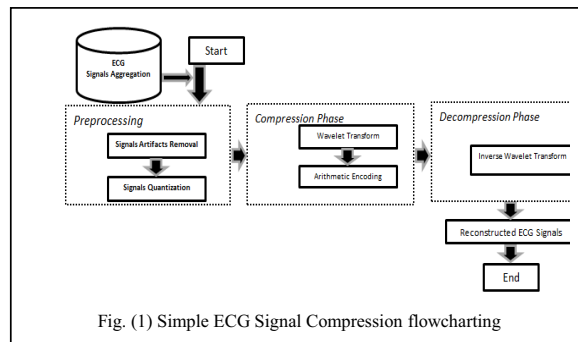 ECG
Signals Aggregation
Start
Preprocessing
Signals Artifacts Removal
Signals Quantization
Compression Phase
Wavelet Transform
Arithmetic Encoding
Decompression Phase
Inverse Wavelet Transform
Reconstructed ECG Signals
End
Fig. (1) Simple ECG Signal Compression flowcharting